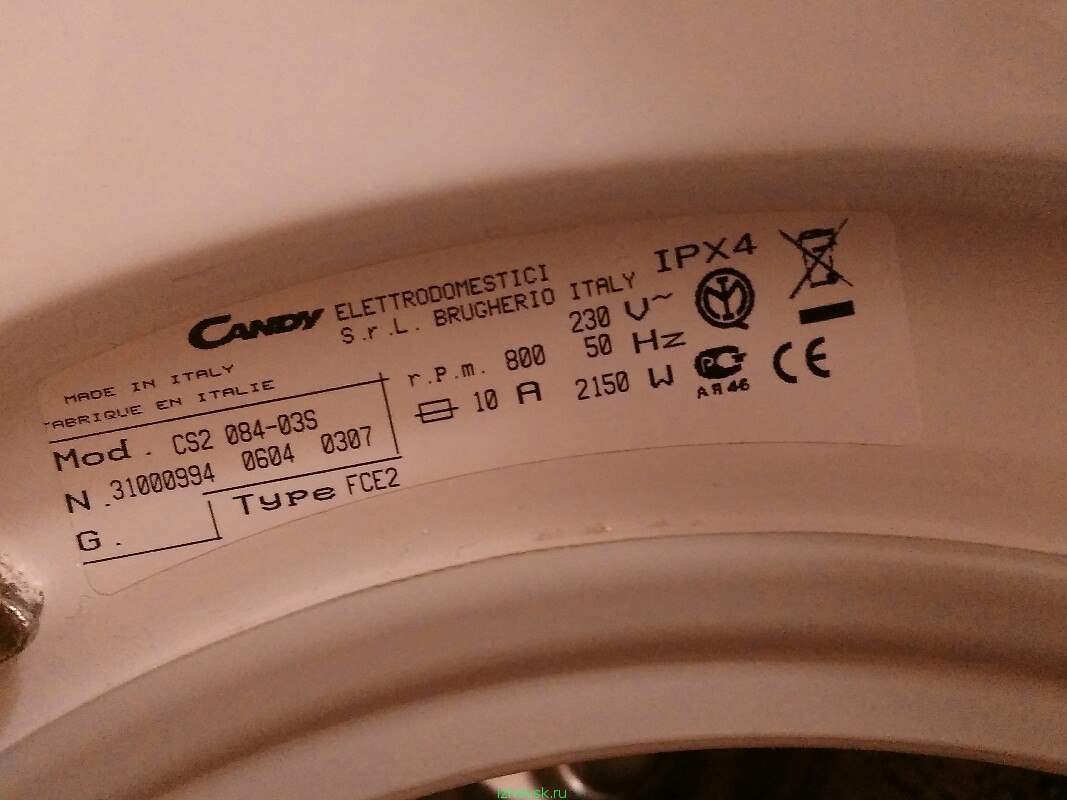 CANDY ELETTRODOMESTICI
S.r.L. BRUGHERIO ITALY
IPX4
MADE IN ITALY
FABRIQUE EN ITALIE
r.P.m. 800
230 V~
50 Hz
10 A
2150 W
РСТ
АЯ46
CE
Mod. CS2 084-03S
N.31000994 0604 0307
G.
Type FCE2